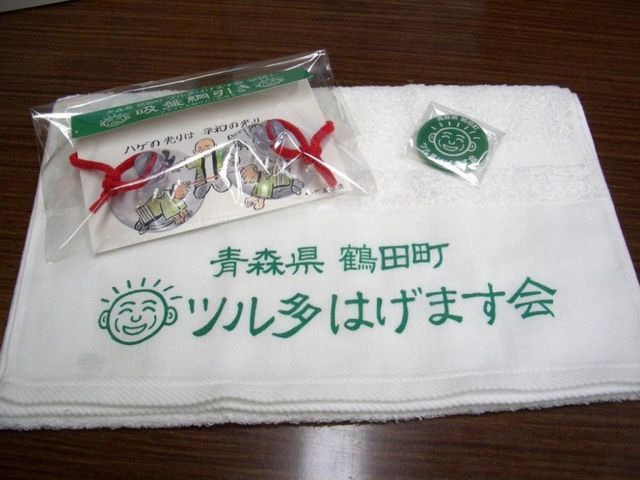 吸盤綱引き
ハゲの光りは 平和の光り
青森県 鶴田町
ツル多はげます会